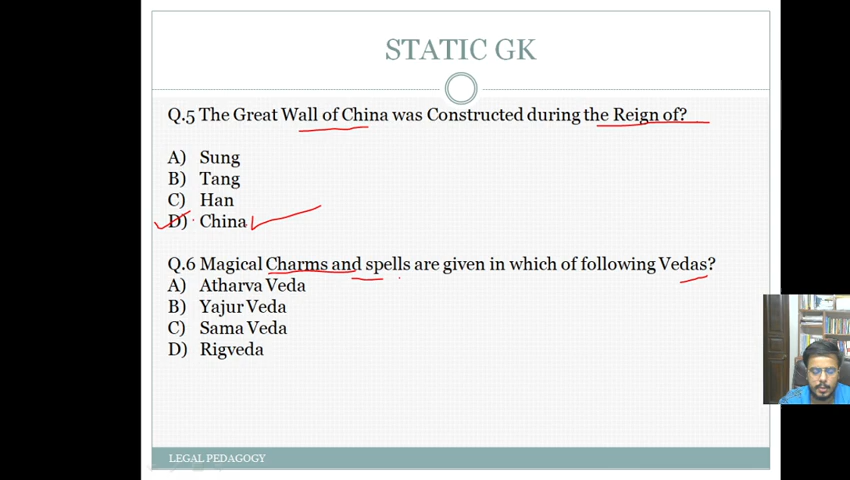 STATIC GK
Q.5 The Great Wall of China was Constructed during the Reign of?
A) Sung
B) Tang
C) Han
D) China
Q.6 Magical Charms and spells are given in which of following Vedas?
A) Atharva Veda
B) Yajur Veda
C) Sama Veda
D) Rigveda
LEGAL PEDAGOGY